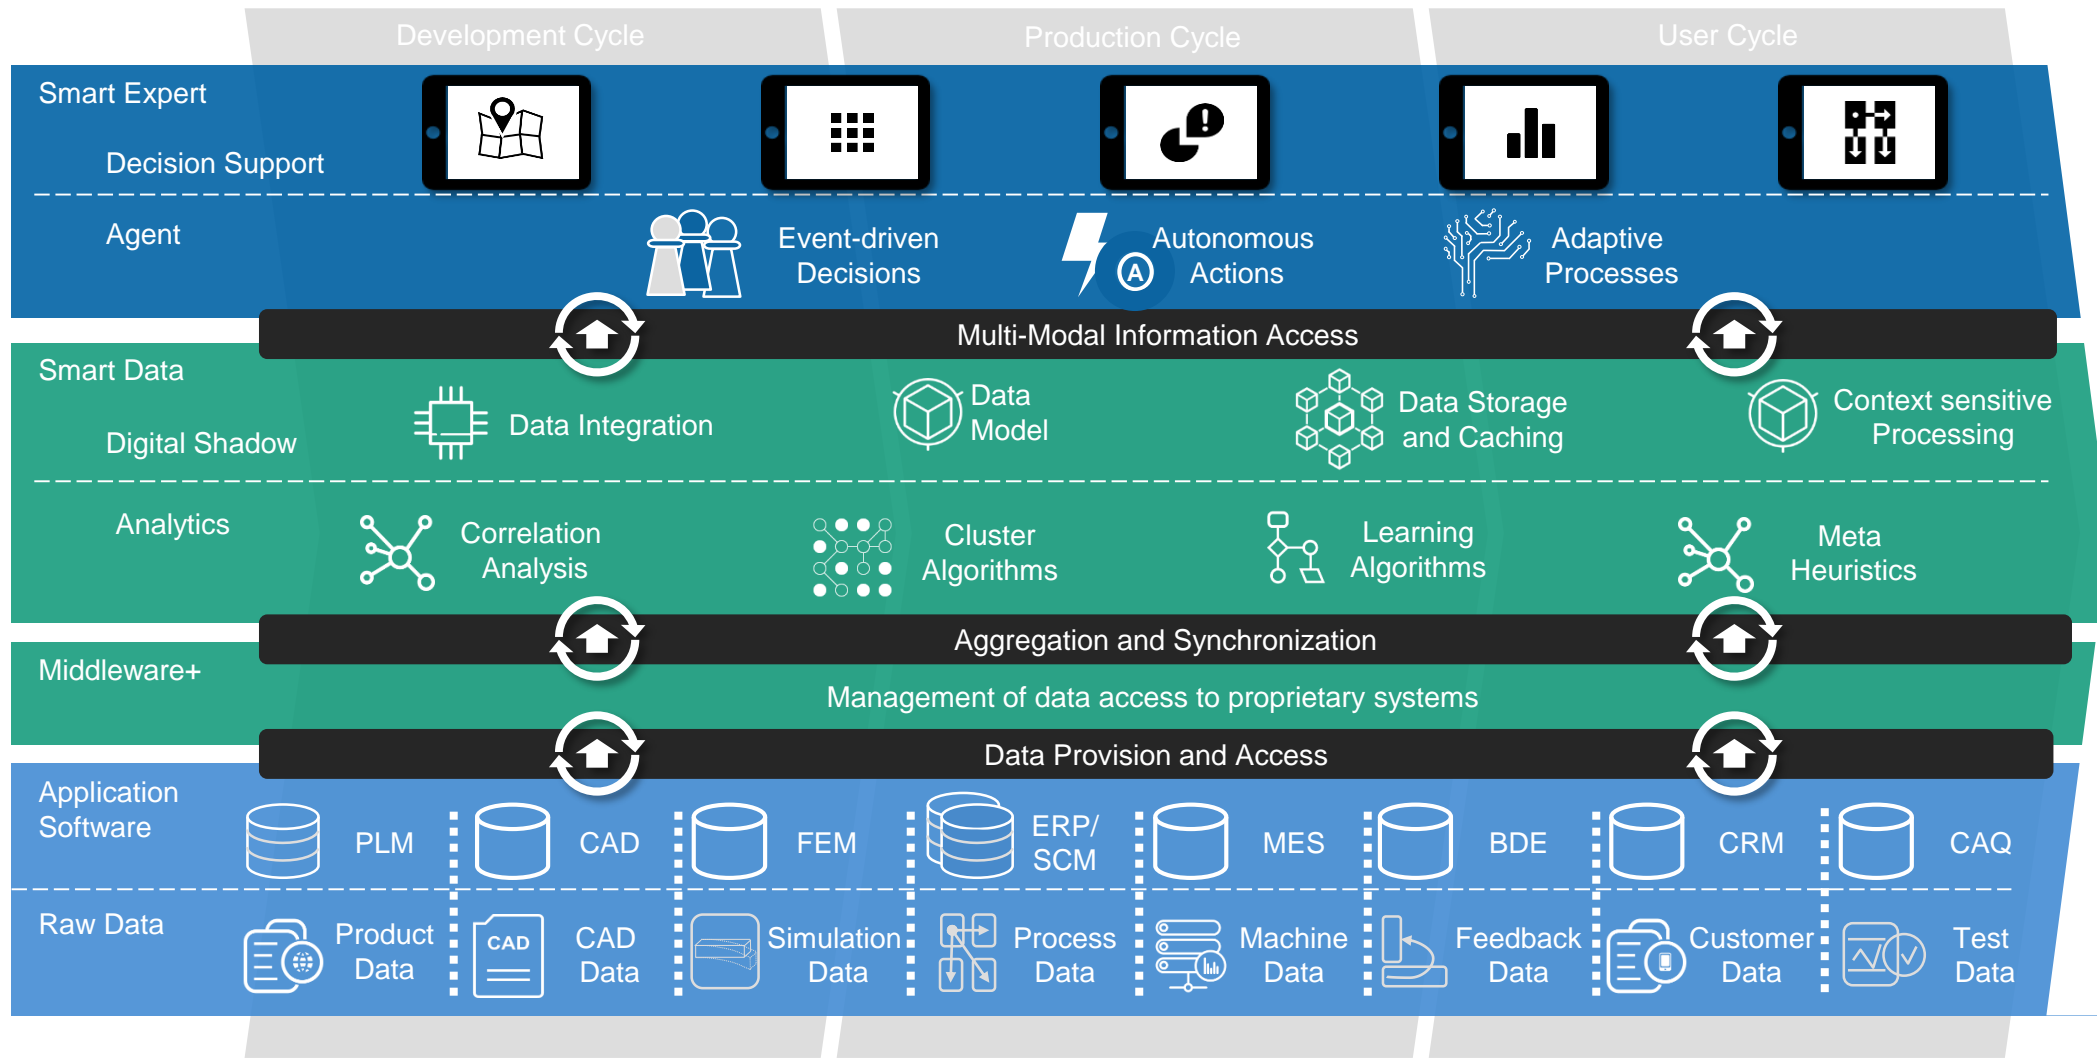 Development Cycle
Production Cycle
User Cycle
Smart Expert
Decision Support
Agent
Event-driven
Decisions
A
Autonomous
Actions
Adaptive
Processes
Multi-Modal Information Access
Smart Data
Digital Shadow
Data Integration
Data
Model
Data Storage
and Caching
Context sensitive
Processing
Analytics
Correlation
Analysis
Cluster
Algorithms
Learning
Algorithms
Meta
Heuristics
Aggregation and Synchronization
Middleware+
Management of data access to proprietary systems
Data Provision and Access
Application
Software
PLM
CAD
FEM
ERP/
SCM
MES
BDE
CRM
CAQ
Raw Data
Product
Data
CAD
CAD
Data
Simulation
Data
Process
Data
Machine
Data
Feedback
Data
Customer
Data
Test
Data